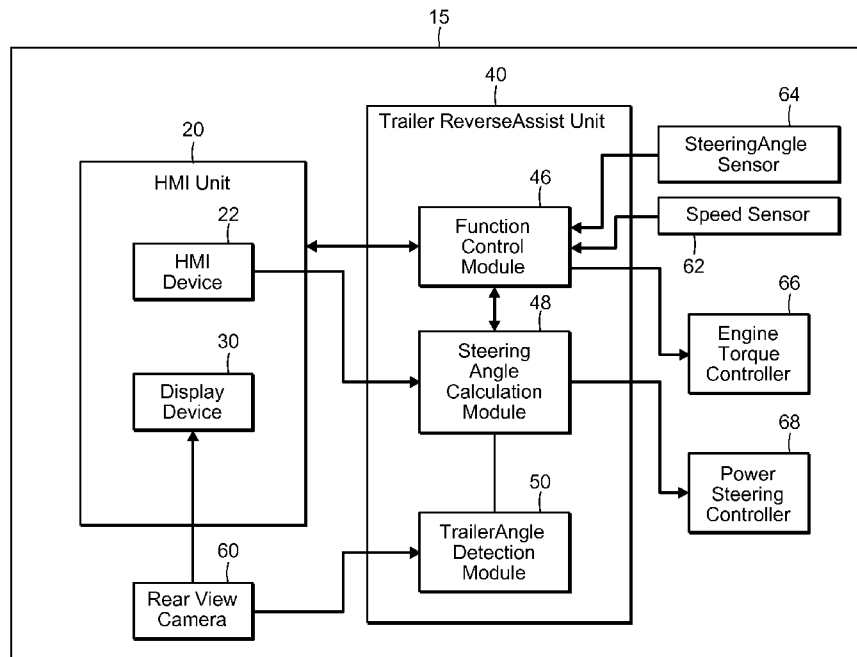 15
40
Trailer ReverseAssist Unit
20
HMI Unit
22
HMI
Device
30
Display
Device
60
Rear View
Camera
46
Function
Control
Module
48
Steering
Angle
Calculation
Module
50
TrailerAngle
Detection
Module
64
SteeringAngle
Sensor
Speed Sensor
62
66
Engine
Torque
Controller
68
Power
Steering
Controller